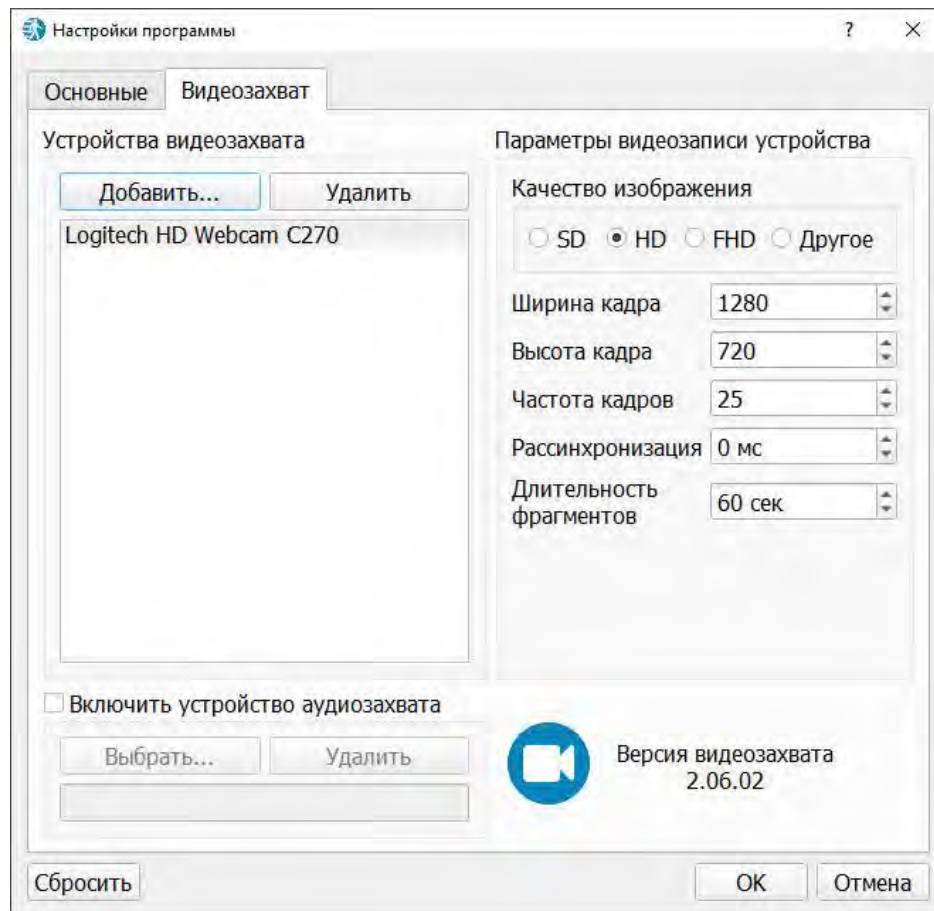 Настройки программы
?
Основные
Видеозахват
Устройства видеозахвата
Добавить...
Удалить
Logitech HD Webcam C270
Параметры видеозаписи устройства
Качество изображения
SD
HD
FHD
Другое
Ширина кадра
1280
Высота кадра
720
Частота кадров
25
Рассинхронизация
0 мс
Длительность
фрагментов
60 сек
Включить устройство аудиозахвата
Выбрать...
Удалить
Версия видеозахвата
2.06.02
Сбросить
OK
Отмена